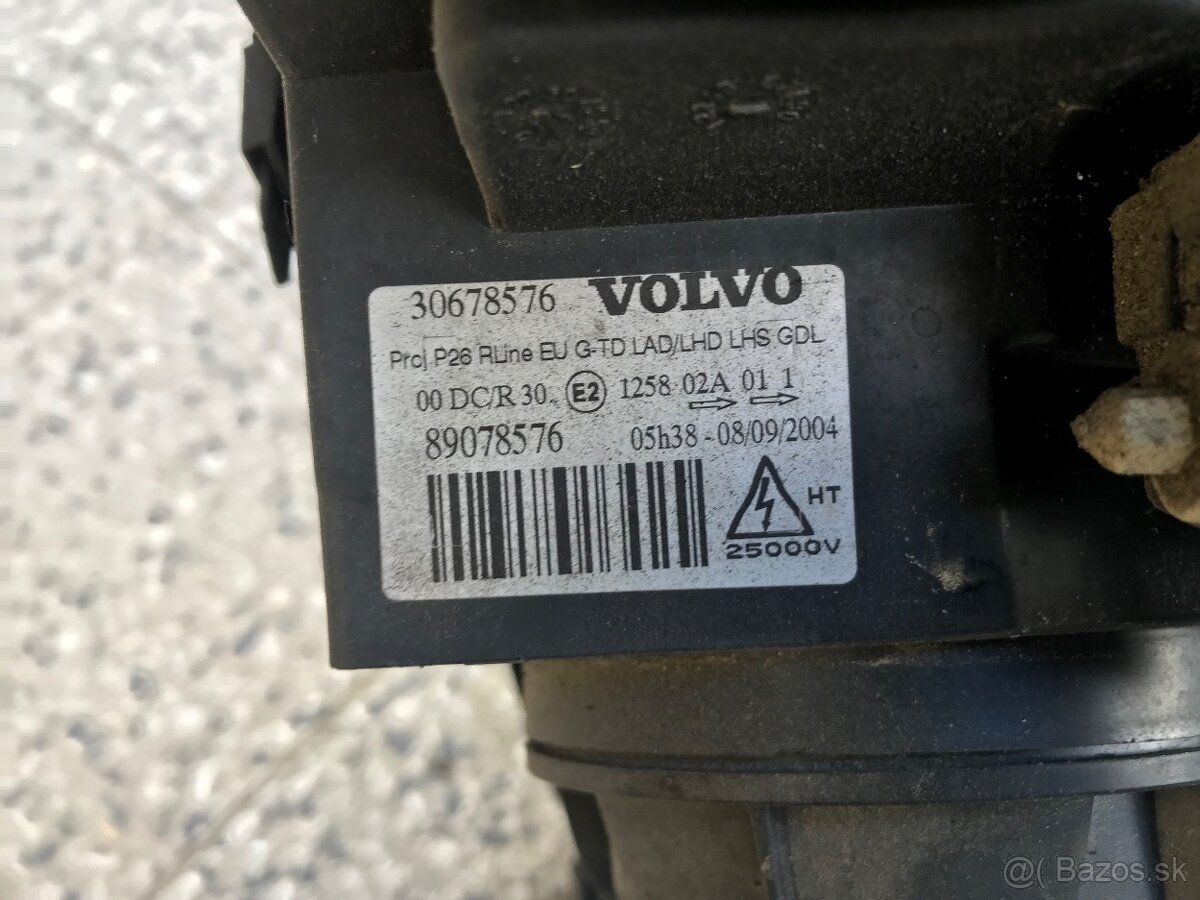 30678576 VOLVO
Proj P26 RLine EU G-TD LAD/LHD LHS GDL
00 DC/R 30. E2 1258 02A 01 1
89078576 05h38 - 08/09/2004
HT
25000V
@( Bazos.sk